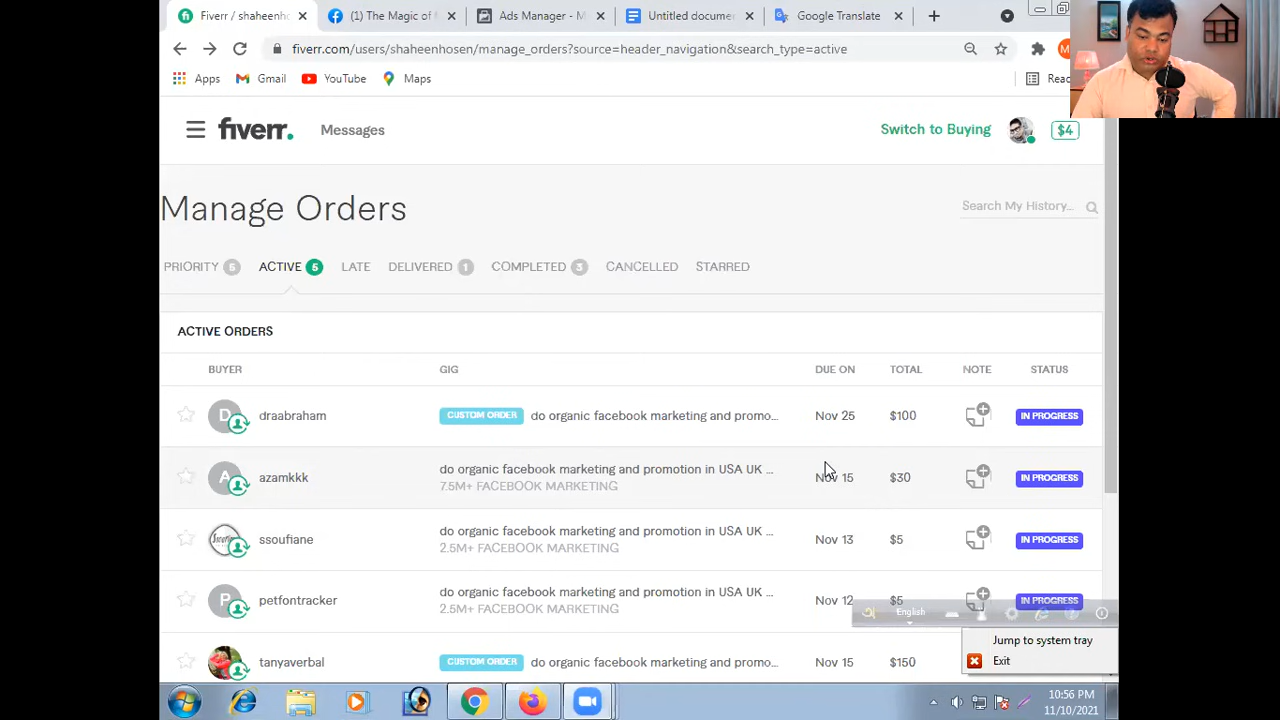 Fiverr / shaheenho
(1) The Magic of
Ads Manager - M
Untitled docume
Google Translate
fiverr.com/users/shaheenhosen/manage_orders?source=header_navigation&search_type=active
Apps
Gmail
YouTube
Maps
Reac
fiverr.
Messages
Switch to Buying
$4
Manage Orders
Search My History...
PRIORITY 5
ACTIVE 5
LATE
DELIVERED 1
COMPLETED 3
CANCELLED
STARRED
ACTIVE ORDERS
BUYER GIG DUE ON TOTAL NOTE STATUS
D draabraham CUSTOM ORDER do organic facebook marketing and promo... Nov 25 $100 IN PROGRESS
A azamkkk do organic facebook marketing and promotion in USA UK ... Nov 15 $30 IN PROGRESS
7.5M+ FACEBOOK MARKETING
ssoufiane do organic facebook marketing and promotion in USA UK ... Nov 13 $5 IN PROGRESS
2.5M+ FACEBOOK MARKETING
P petfontracker do organic facebook marketing and promotion in USA UK ... Nov 12 $5 IN PROGRESS
2.5M+ FACEBOOK MARKETING
English
Jump to system tray
Exit
tanyaverbal CUSTOM ORDER do organic facebook marketing and promo... Nov 15 $150
10:56 PM
11/10/2021